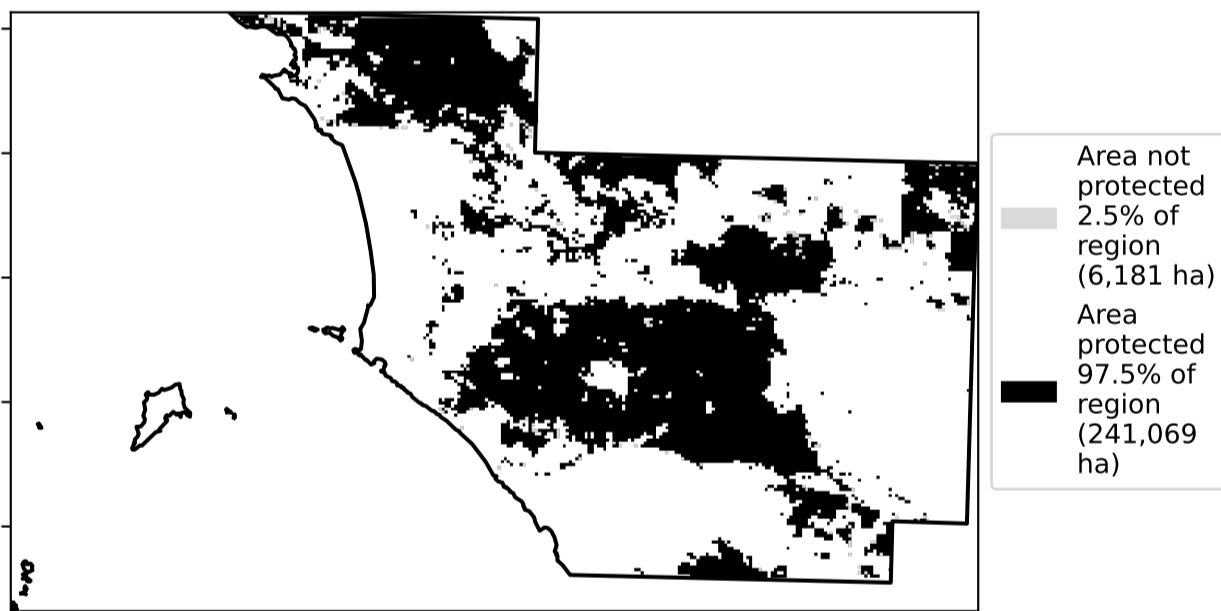 Area not
protected
2.5% of
region
(6,181 ha)
Area
protected
97.5% of
region
(241,069
ha)